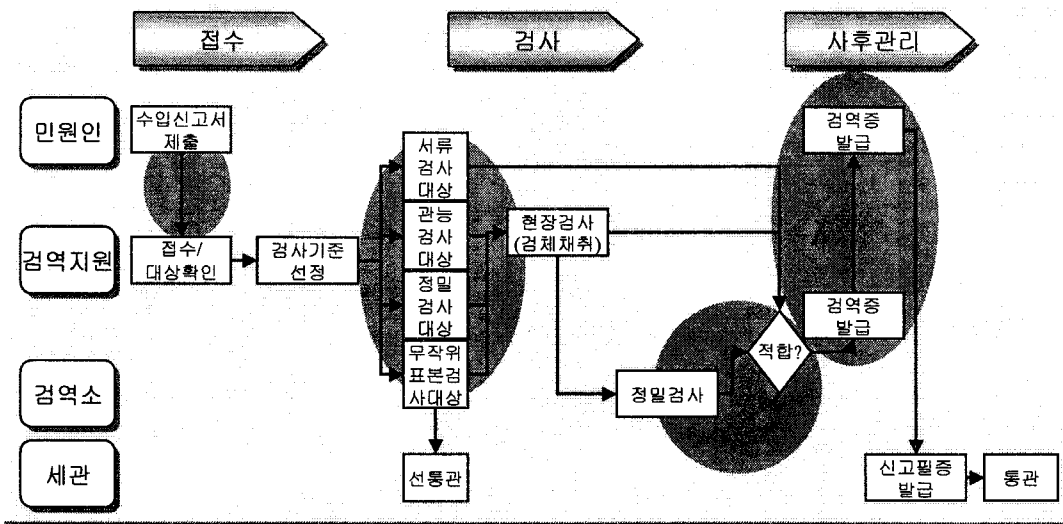 접수
검사
사후관리
민원인
수입신고서
제출
서류
검사
대상
검역증
발급
검역지원
접수/
대상확인
검사기준
선정
관능
검사
대상
현장검사
(검체채취)
정밀
검사
대상
검역증
발급
적합?
검역소
무작위
표본검
사대상
정밀검사
세관
선통관
신고필증
발급
통관